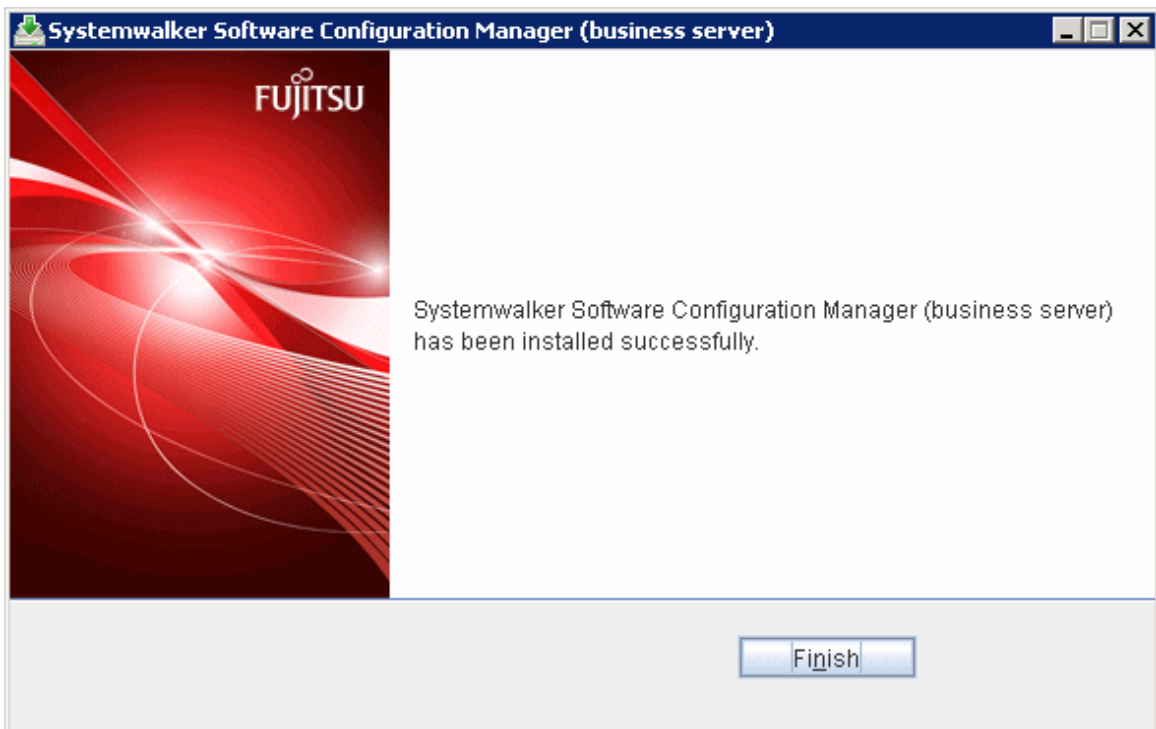 Systemwalker Software Configuration Manager (business server)
FUJITSU
Systemwalker Software Configuration Manager (business server)
has been installed successfully.
Finish